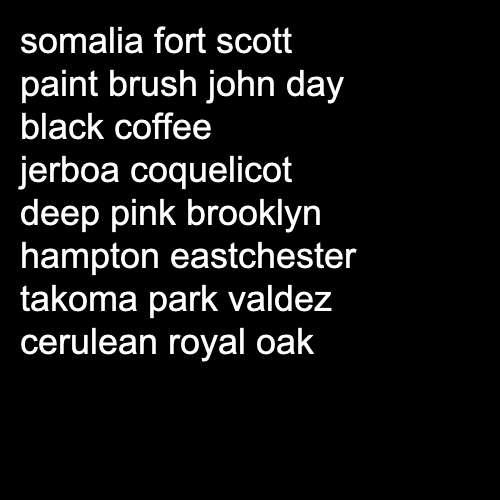 somalia fort scott
paint brush john day
black coffee
jerboa coquelicot
deep pink brooklyn
hampton eastchester
takoma park valdez
cerulean royal oak